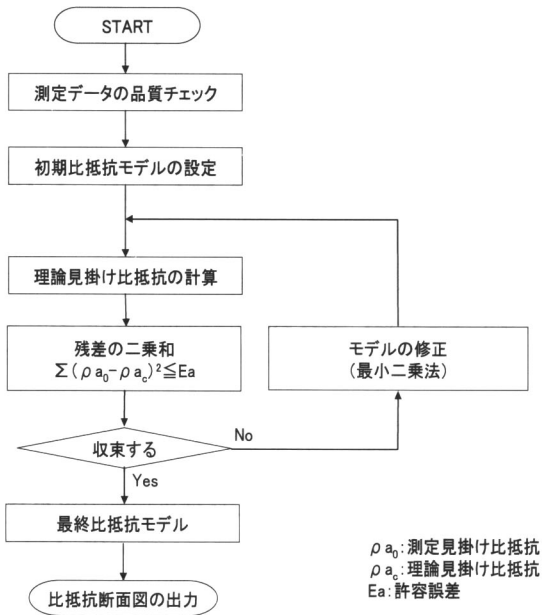 START
測定データの品質チェック
初期比抵抗モデルの設定
理論見掛け比抵抗の計算
残差の二乗和
Σ(ρa₀-ρa꜀)²≦Ea
モデルの修正
(最小二乗法)
収束する
No
Yes
最終比抵抗モデル
比抵抗断面図の出力
ρa₀:測定見掛け比抵抗
ρa꜀:理論見掛け比抵抗
Ea:許容誤差